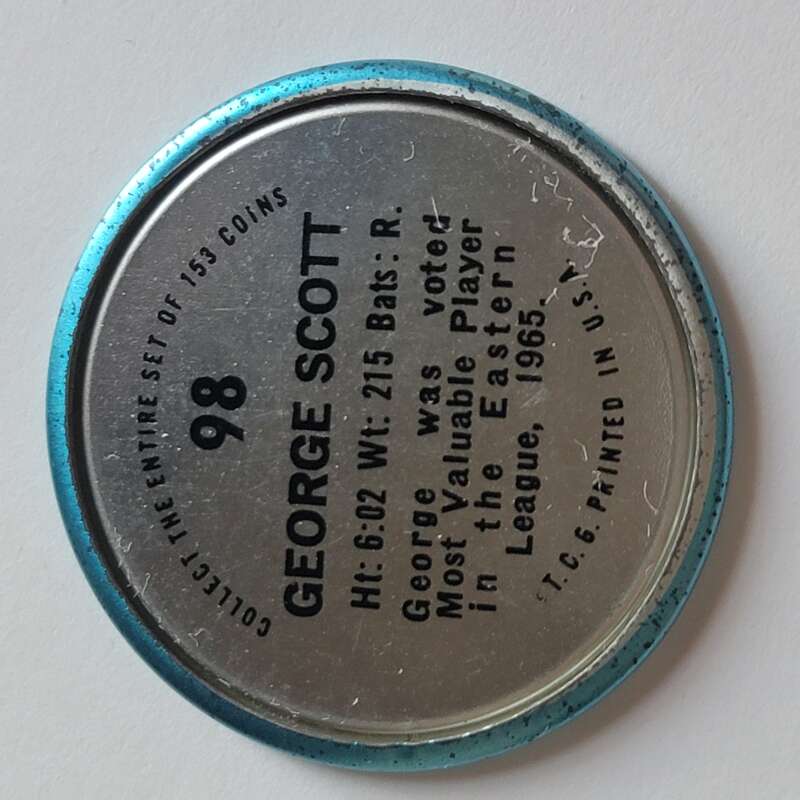 COLLECT THE ENTIRE SET OF 153 COINS
98
GEORGE SCOTT
Ht: 6:02 Wt: 215 Bats: R.
George was voted
Most Valuable Player
in the Eastern
League, 1965.
T.C.G. PRINTED IN U.S.A.